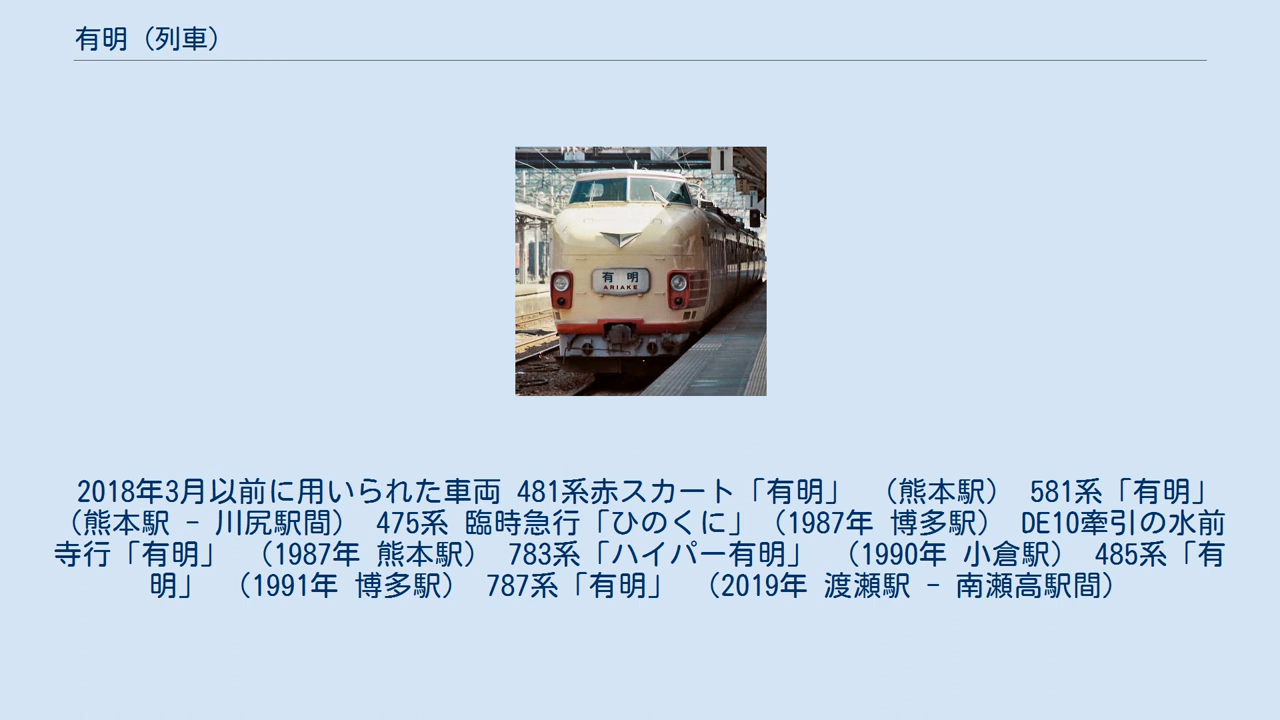 有明（列車）
有 明
ARIAKE
2018年3月以前に用いられた車両 481系赤スカート「有明」 （熊本駅） 581系「有明」
（熊本駅 － 川尻駅間） 475系 臨時急行「ひのくに」（1987年 博多駅） DE10牽引の水前
寺行「有明」 （1987年 熊本駅） 783系「ハイパー有明」 （1990年 小倉駅） 485系「有
明」 （1991年 博多駅） 787系「有明」 （2019年 渡瀬駅 － 南瀬高駅間）